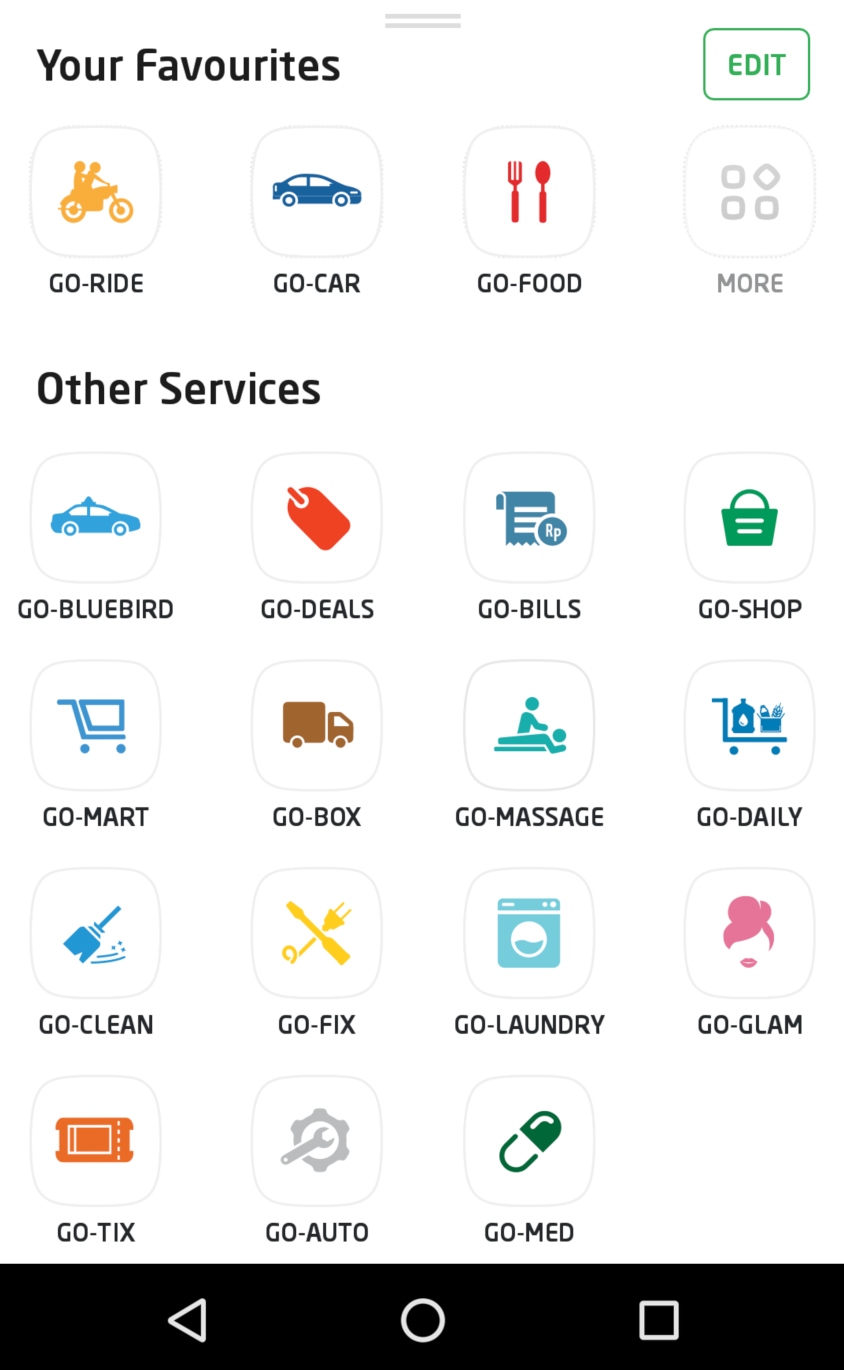 Your Favourites
EDIT
GO-RIDE GO-CAR GO-FOOD MORE
Other Services
Rp
GO-BLUEBIRD GO-DEALS GO-BILLS GO-SHOP
GO-MART GO-BOX GO-MASSAGE GO-DAILY
GO-CLEAN GO-FIX GO-LAUNDRY GO-GLAM
GO-TIX GO-AUTO GO-MED